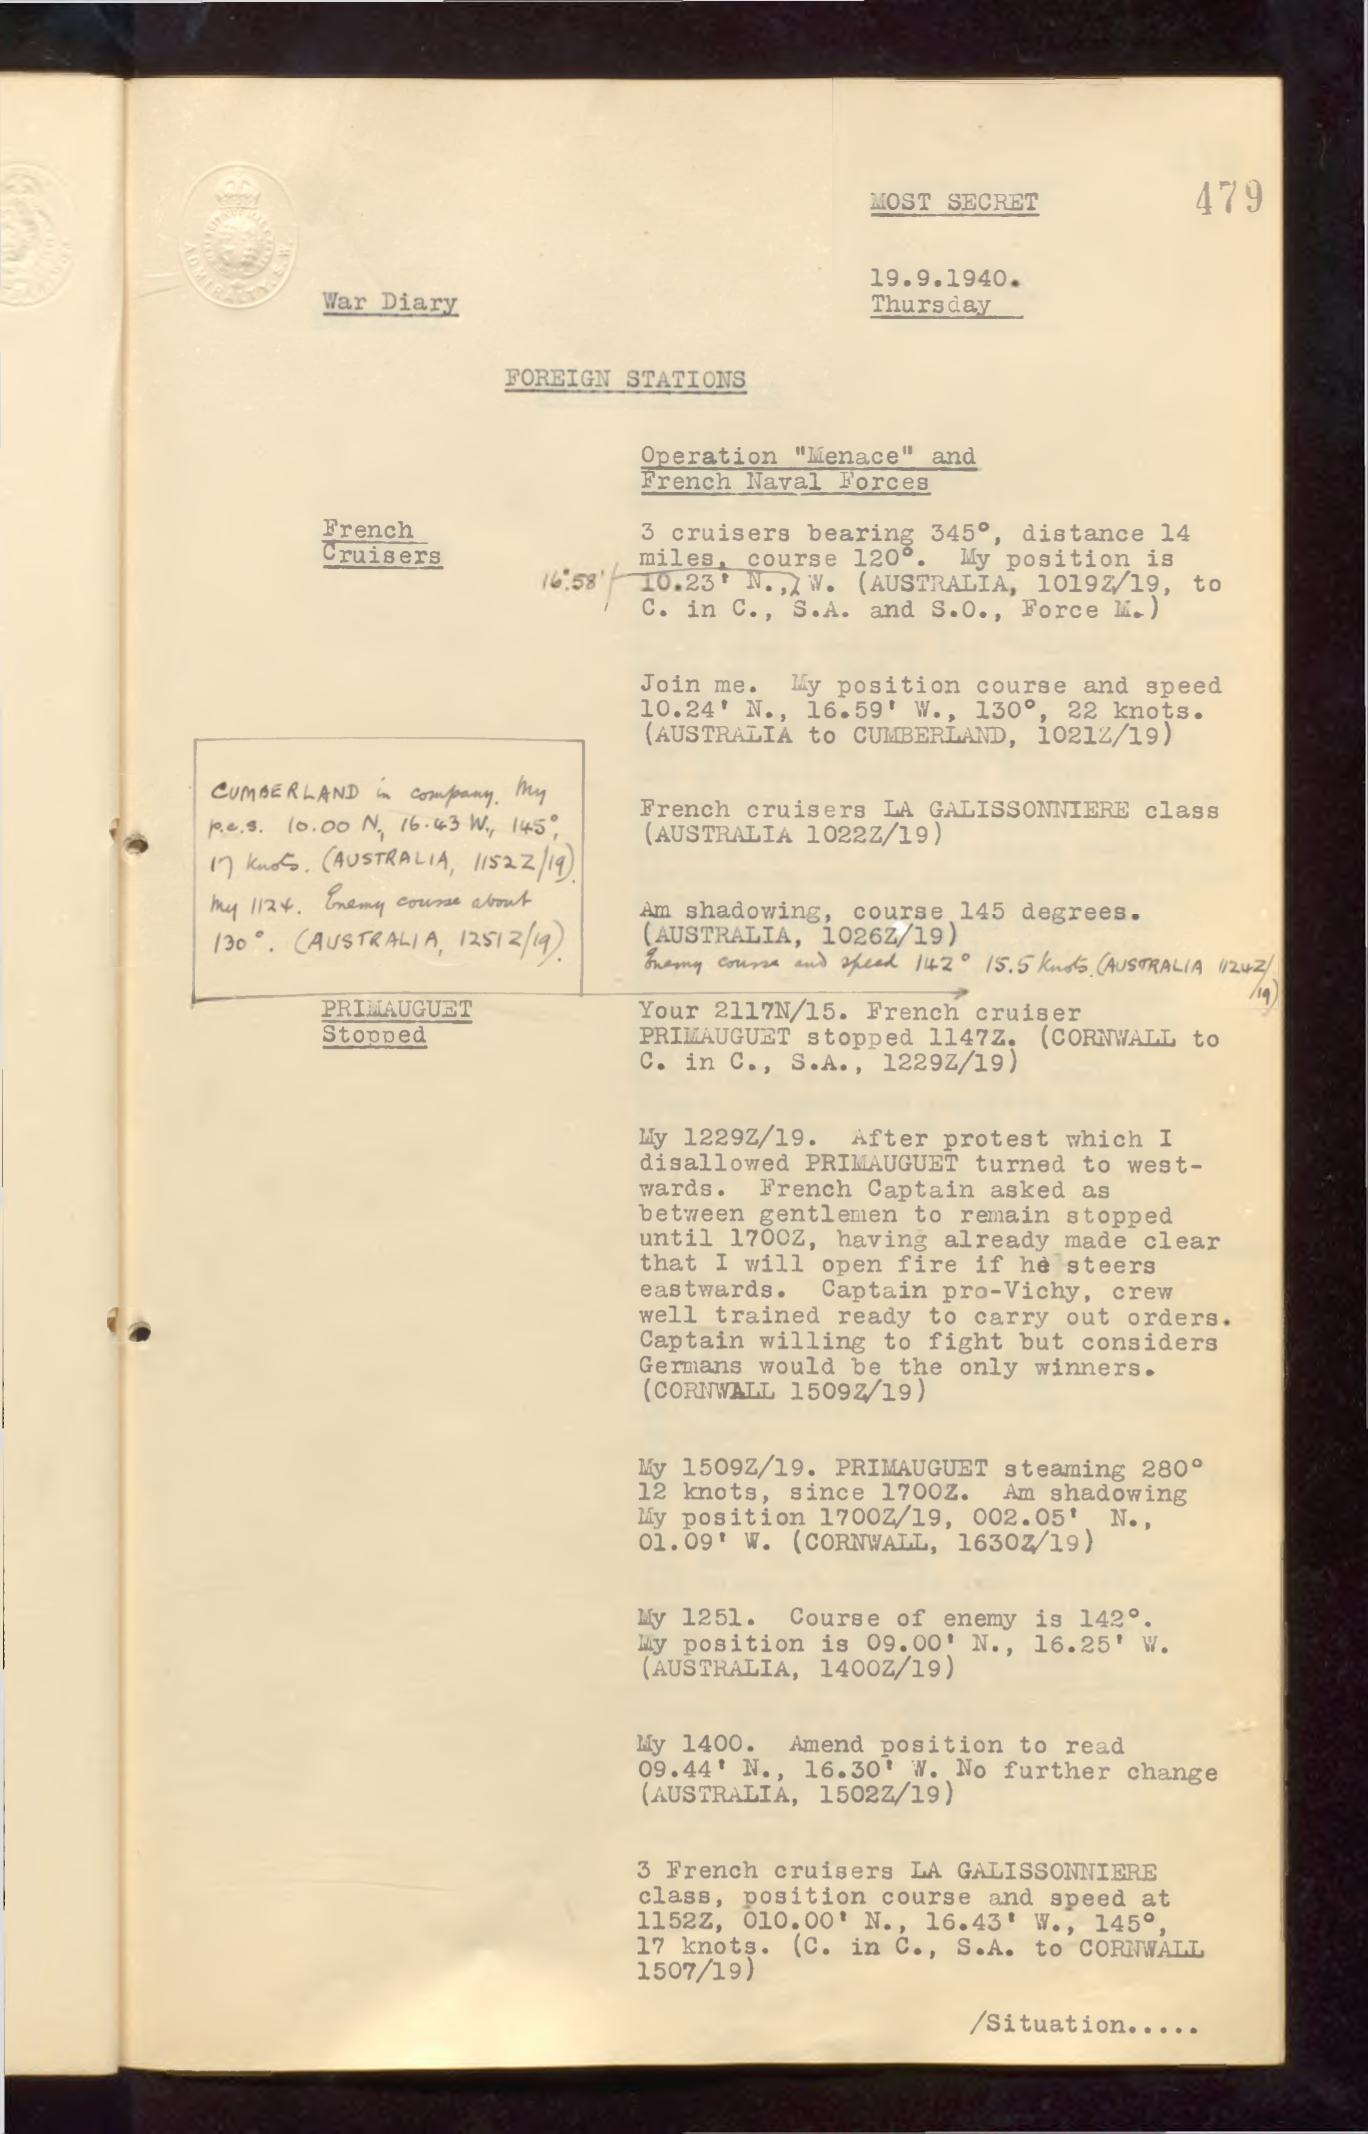 MOST SECRET
479
19.9.1940.
Thursday
War Diary
ADMIRALTY. S.W.
FOREIGN STATIONS
Operation "Menace" and
French Naval Forces
French
Cruisers
3 cruisers bearing 345°, distance 14
miles, course 120°. My position is
16°.58'
10.23' N., W. (AUSTRALIA, 1019Z/19, to
C. in C., S.A. and S.O., Force M.)
Join me. My position course and speed
10.24' N., 16.59' W., 130°, 22 knots.
(AUSTRALIA to CUMBERLAND, 1021Z/19)
French cruisers LA GALISSONNIERE class
(AUSTRALIA 1022Z/19)
Am shadowing, course 145 degrees.
(AUSTRALIA, 1026Z/19)
Enemy course and speed 142° 15.5 knots. (AUSTRALIA 1124Z/
/19)
CUMBERLAND in company. My
p.c.s. 10.00 N., 16.43 W., 145°,
17 knots. (AUSTRALIA, 1152Z/19).
My 1124. Enemy course about
130°. (AUSTRALIA, 1251Z/19).
PRIMAUGUET
Stopped
Your 2117N/15. French cruiser
PRIMAUGUET stopped 1147Z. (CORNWALL to
C. in C., S.A., 1229Z/19)
My 1229Z/19. After protest which I
disallowed PRIMAUGUET turned to west-
wards. French Captain asked as
between gentlemen to remain stopped
until 1700Z, having already made clear
that I will open fire if he steers
eastwards. Captain pro-Vichy, crew
well trained ready to carry out orders.
Captain willing to fight but considers
Germans would be the only winners.
(CORNWALL 1509Z/19)
My 1509Z/19. PRIMAUGUET steaming 280°
12 knots, since 1700Z. Am shadowing
My position 1700Z/19, 002.05' N.,
01.09' W. (CORNWALL, 1630Z/19)
My 1251. Course of enemy is 142°.
My position is 09.00' N., 16.25' W.
(AUSTRALIA, 1400Z/19)
My 1400. Amend position to read
09.44' N., 16.30' W. No further change
(AUSTRALIA, 1502Z/19)
3 French cruisers LA GALISSONNIERE
class, position course and speed at
1152Z, 010.00' N., 16.43' W., 145°,
17 knots. (C. in C., S.A. to CORNWALL
1507/19)
/Situation.....